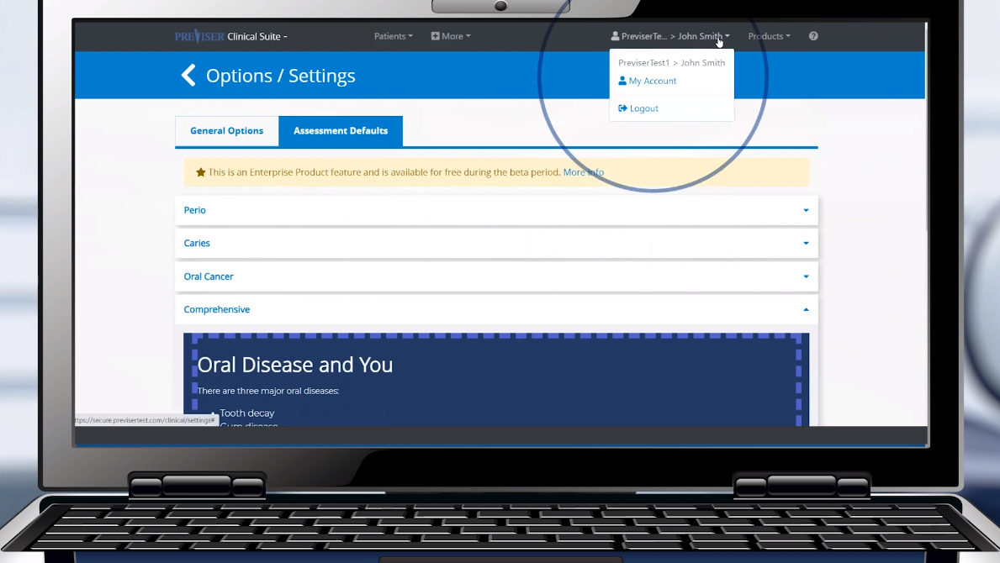 PREVISER Clinical Suite -
Patients
More
PreviserTe... > John Smith
Products
PreviserTest1 > John Smith
My Account
Logout
Options / Settings
General Options
Assessment Defaults
This is an Enterprise Product feature and is available for free during the beta period. More info
Perio
Caries
Oral Cancer
Comprehensive
Oral Disease and You
There are three major oral diseases:
• Tooth decay
Gum disease
ttps://secure.previsertest.com/clinical/settings#